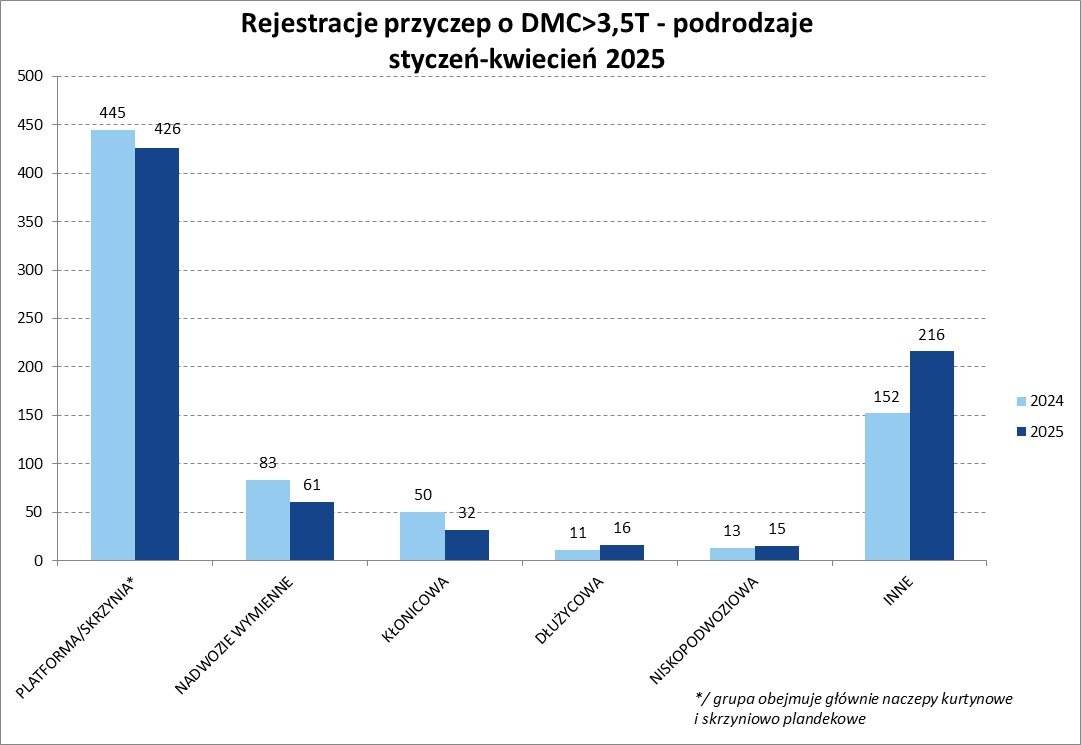 Rejestracje przyczep o DMC>3,5T - podrodzaje
styczeń-kwiecień 2025
500
450
400
350
300
250
200
150
100
50
0
445
426
83
61
50
32
11
16
13
15
152
216
PLATFORMA/SKRZYNIA*
NADWOZIE WYMIENNE
KŁONICOWA
DŁUŻYCOWA
NISKOPODWOZIOWA
INNE
2024
2025
*/ grupa obejmuje głównie naczepy kurtynowe
i skrzyniowo plandekowe